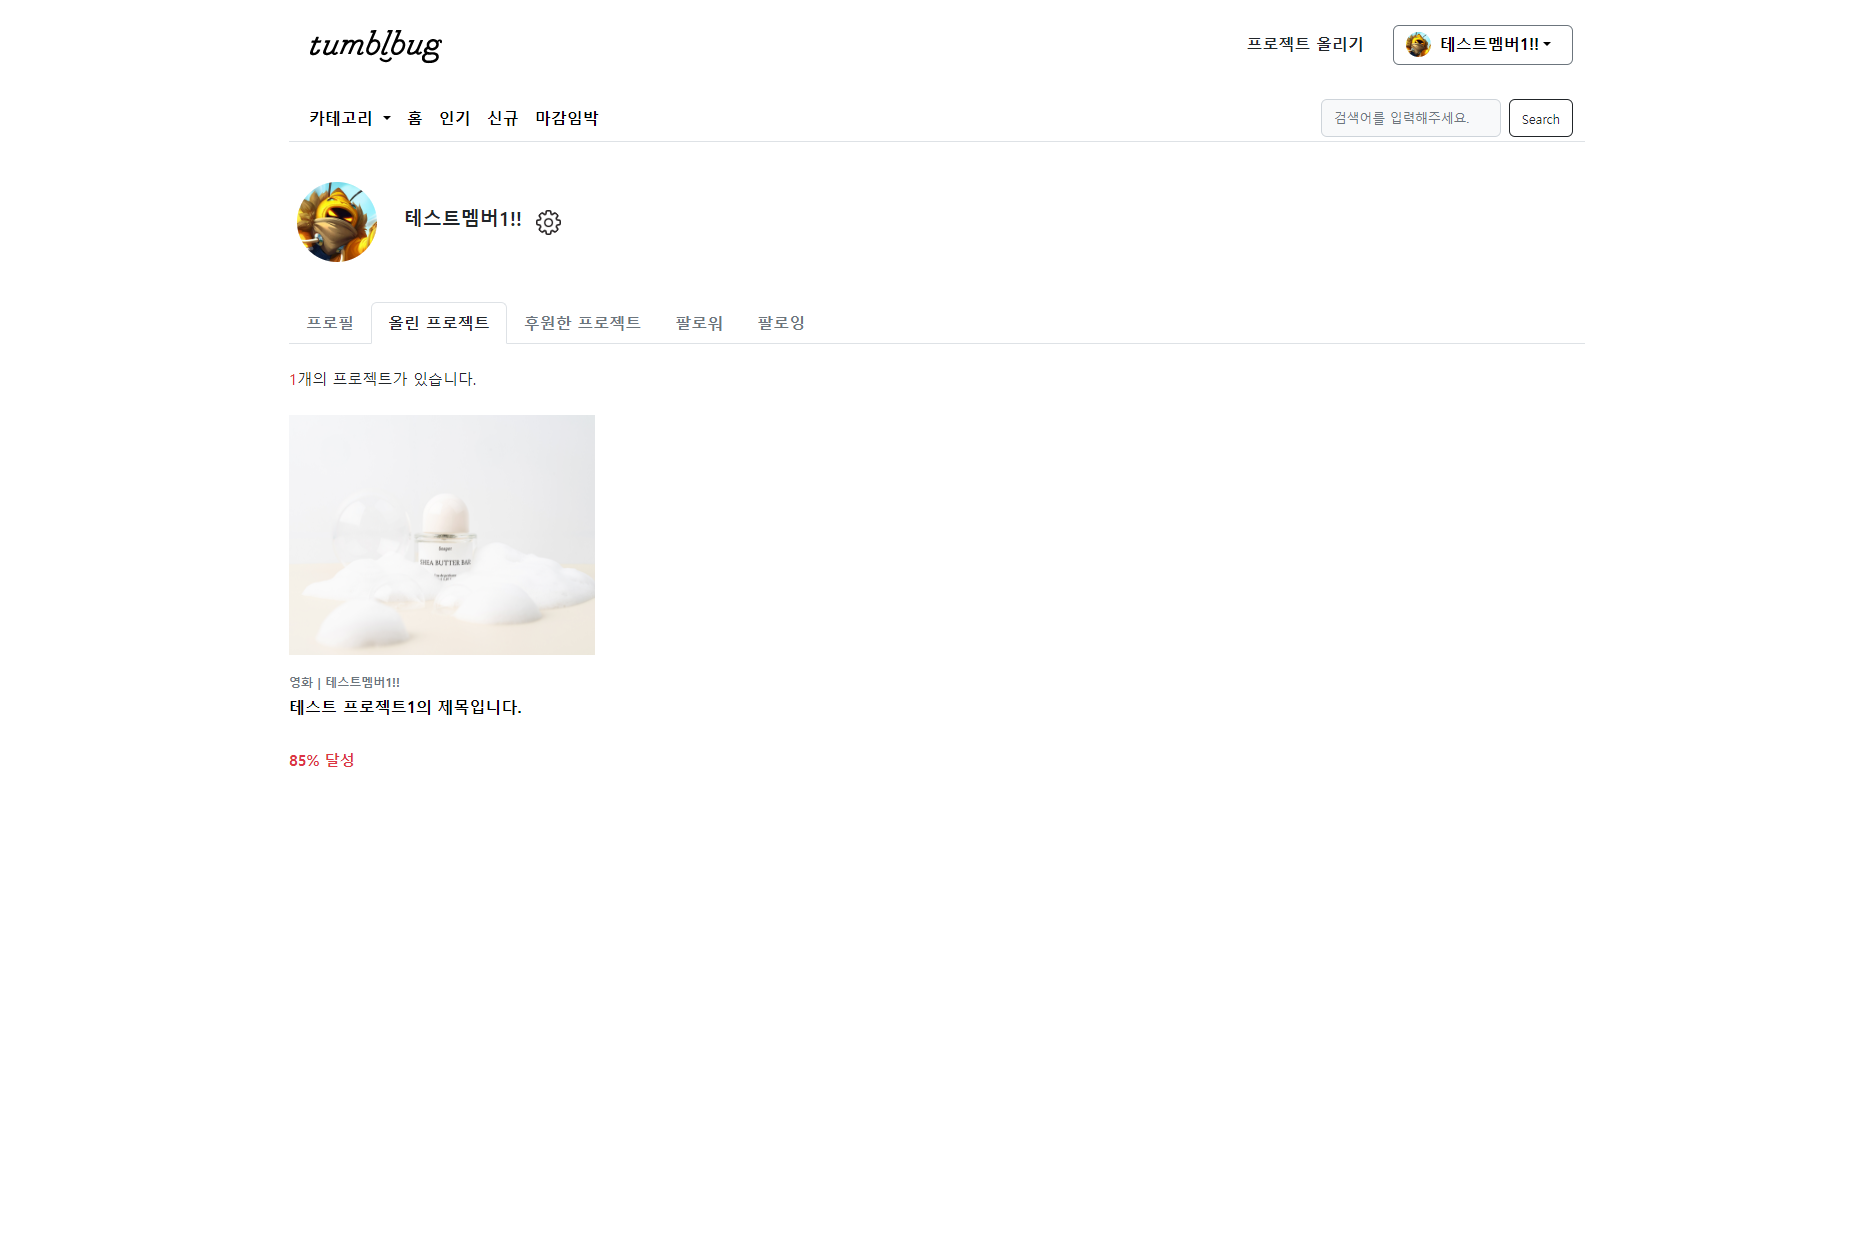 tumblbug
프로젝트 올리기
테스트멤버1!!
카테고리 홈 인기 신규 마감임박
검색어를 입력해주세요.
Search
테스트멤버1!!
프로필 올린 프로젝트 후원한 프로젝트 팔로워 팔로잉
1개의 프로젝트가 있습니다.
SHEA BUTTER BAR
영화 | 테스트멤버1!!
테스트 프로젝트1의 제목입니다.
85% 달성